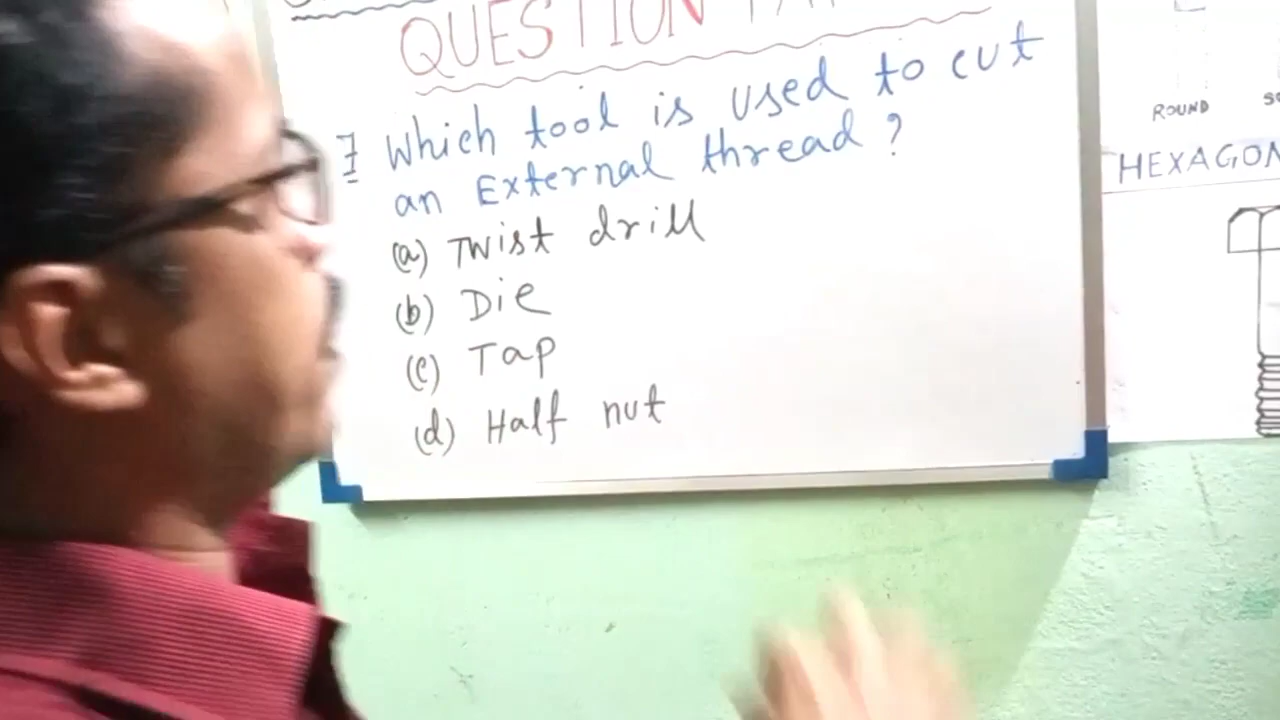 QUESTION
7 Which tool is used to cut
an External thread ?
(a) Twist drill
(b) Die
(c) Tap
(d) Half nut
ROUND
HEXAGON